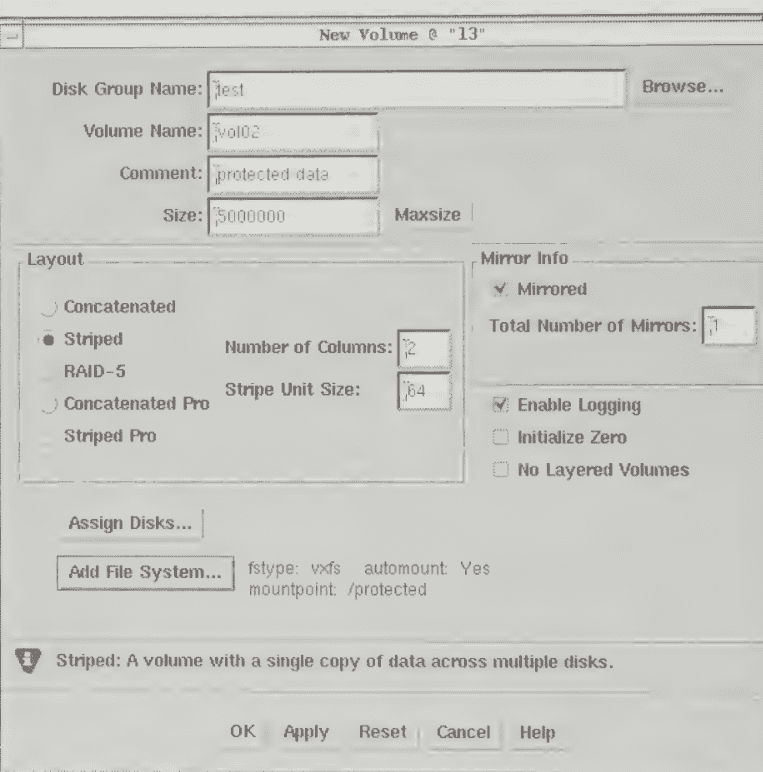 New Volume @ "l3"
Disk Group Name: test Browse...
Volume Name: vol02
Comment: protected data
Size: 5000000 Maxsize
Layout
Concatenated
Striped
RAID-5
Concatenated Pro
Striped Pro
Number of Columns: 2
Stripe Unit Size: 64
Mirror Info
Mirrored
Total Number of Mirrors: 1
Enable Logging
Initialize Zero
No Layered Volumes
Assign Disks...
Add File System... fstype: vxfs automount: Yes
mountpoint: /protected
Striped: A volume with a single copy of data across multiple disks.
OK Apply Reset Cancel Help